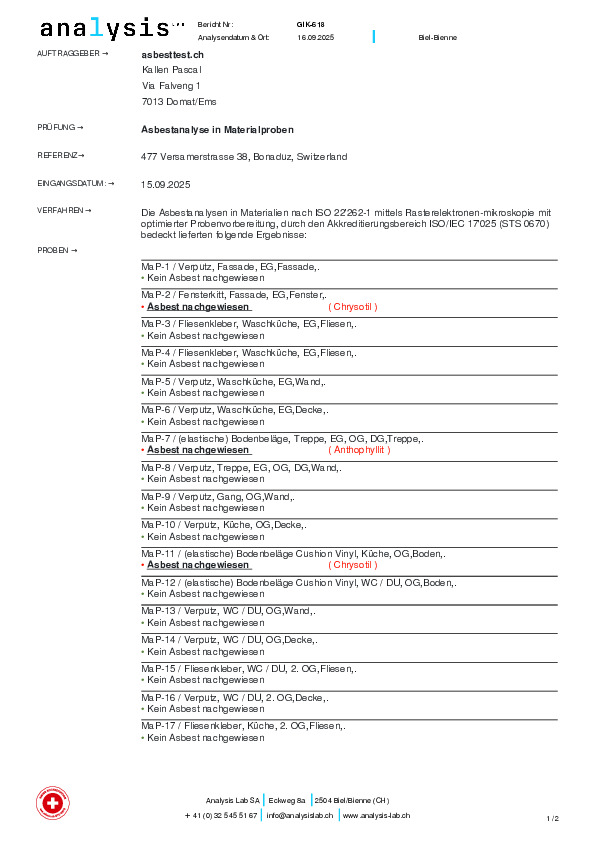 analysis
Bericht Nr: GIK-618
Analysendatum & Ort: 16.09.2025 Biel-Bienne
AUFTRAGGEBER → asbesttest.ch
Kallen Pascal
Via Falveng 1
7013 Domat/Ems
PRÜFUNG → Asbestanalyse in Materialproben
REFERENZ → 477 Versamerstrasse 38, Bonaduz, Switzerland
EINGANGSDATUM: → 15.09.2025
VERFAHREN → Die Asbestanalysen in Materialien nach ISO 22'262-1 mittels Rasterelektronen-mikroskopie mit
optimierter Probenvorbereitung, durch den Akkreditierungsbereich ISO/IEC 17'025 (STS 0670)
bedeckt lieferten folgende Ergebnisse:
PROBEN →
MaP-1 / Verputz, Fassade, EG,Fassade,.
• Kein Asbest nachgewiesen
MaP-2 / Fensterkitt, Fassade, EG,Fenster,.
• Asbest nachgewiesen ( Chrysotil )
MaP-3 / Fliesenkleber, Waschküche, EG,Fliesen,.
• Kein Asbest nachgewiesen
MaP-4 / Fliesenkleber, Waschküche, EG,Fliesen,.
• Kein Asbest nachgewiesen
MaP-5 / Verputz, Waschküche, EG,Wand,.
• Kein Asbest nachgewiesen
MaP-6 / Verputz, Waschküche, EG,Decke,.
• Kein Asbest nachgewiesen
MaP-7 / (elastische) Bodenbeläge, Treppe, EG, OG, DG,Treppe,.
• Asbest nachgewiesen ( Anthophyllit )
MaP-8 / Verputz, Treppe, EG, OG, DG,Wand,.
• Kein Asbest nachgewiesen
MaP-9 / Verputz, Gang, OG,Wand,.
• Kein Asbest nachgewiesen
MaP-10 / Verputz, Küche, OG,Decke,.
• Kein Asbest nachgewiesen
MaP-11 / (elastische) Bodenbeläge Cushion Vinyl, Küche, OG,Boden,.
• Asbest nachgewiesen ( Chrysotil )
MaP-12 / (elastische) Bodenbeläge Cushion Vinyl, WC / DU, OG,Boden,.
• Kein Asbest nachgewiesen
MaP-13 / Verputz, WC / DU, OG,Wand,.
• Kein Asbest nachgewiesen
MaP-14 / Verputz, WC / DU, OG,Decke,.
• Kein Asbest nachgewiesen
MaP-15 / Fliesenkleber, WC / DU, 2. OG,Fliesen,.
• Kein Asbest nachgewiesen
MaP-16 / Verputz, WC / DU, 2. OG,Decke,.
• Kein Asbest nachgewiesen
MaP-17 / Fliesenkleber, Küche, 2. OG,Fliesen,.
• Kein Asbest nachgewiesen
Analysis Lab SA | Eckweg 8a | 2504 Biel/Bienne (CH)
+ 41 (0) 32 545 51 67 | info@analysislab.ch | www.analysis-lab.ch
1 / 2